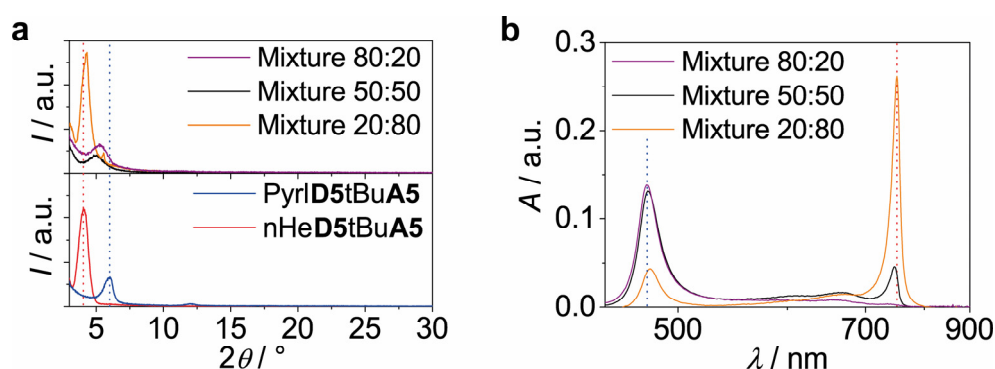 a
I / a.u.
Mixture 80:20
Mixture 50:50
Mixture 20:80
I / a.u.
PyrlD5tBuA5
nHeD5tBuA5
5 10 15 20 25 30
2θ / °
b
A / a.u.
0.3
0.2
0.1
0.0
Mixture 80:20
Mixture 50:50
Mixture 20:80
500 700 900
λ / nm